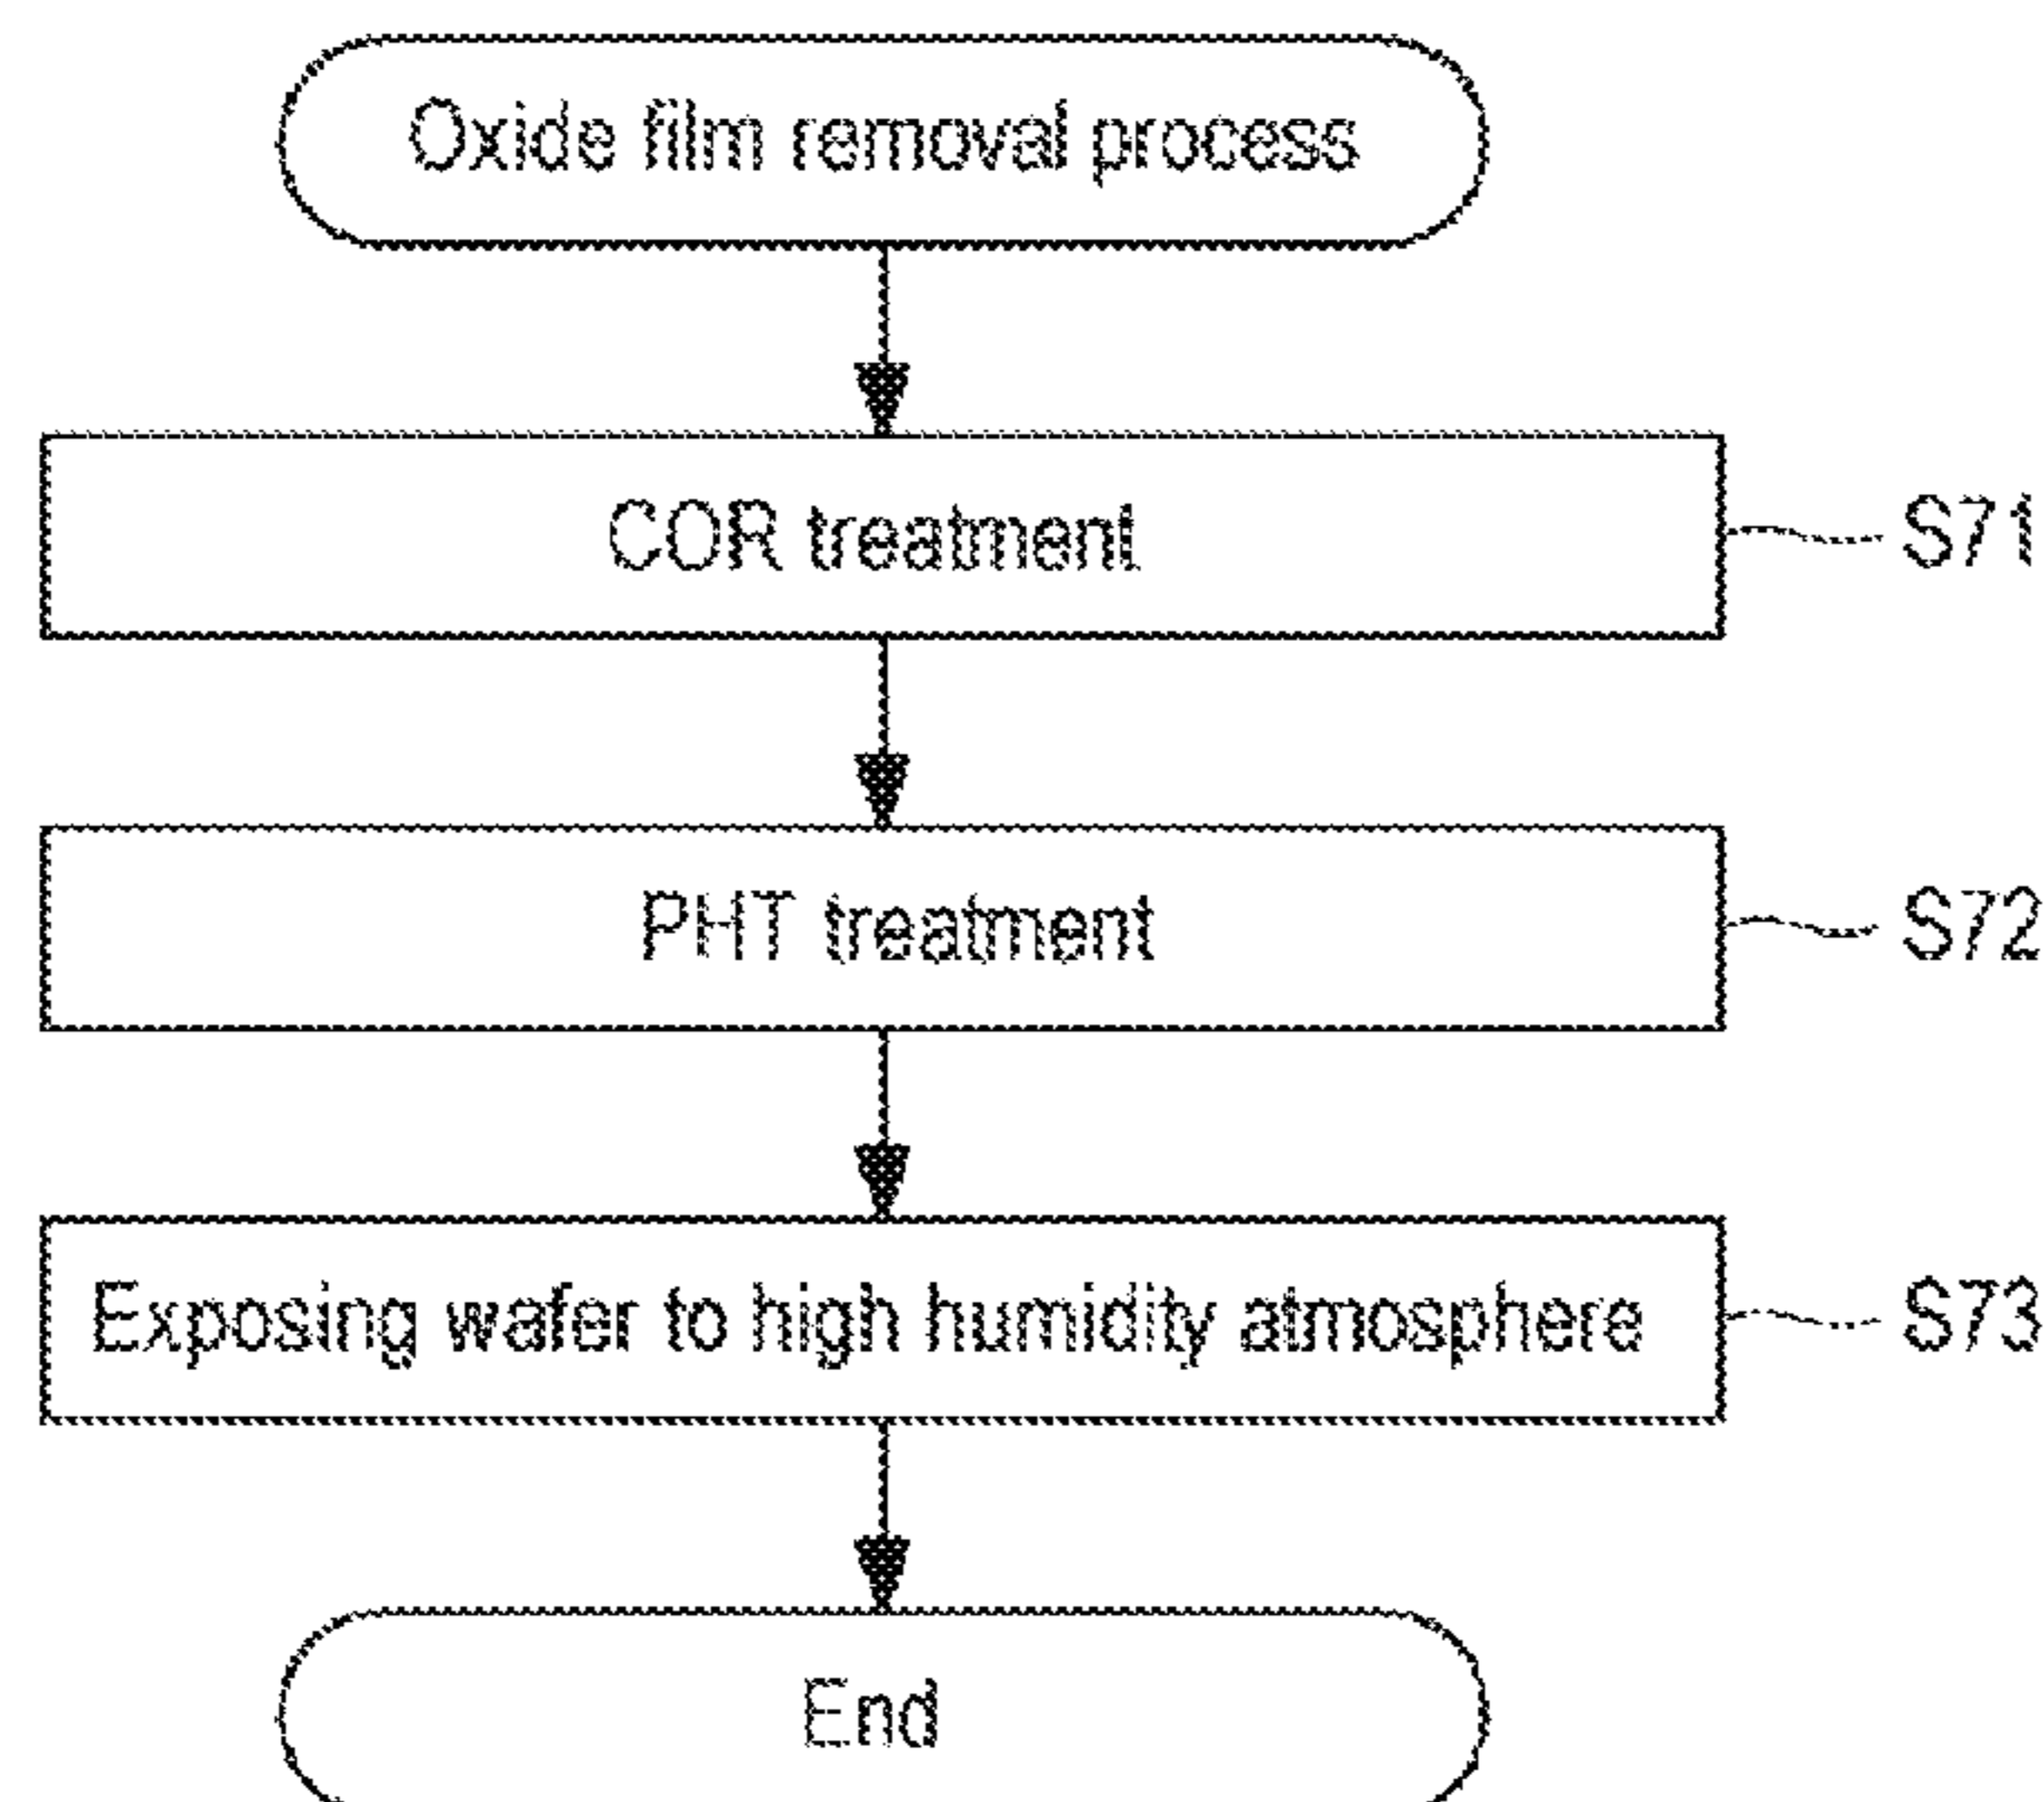 Oxide film removal process
COR treatment
S71
PHT treatment
S72
Exposing wafer to high humidity atmosphere
S73
End